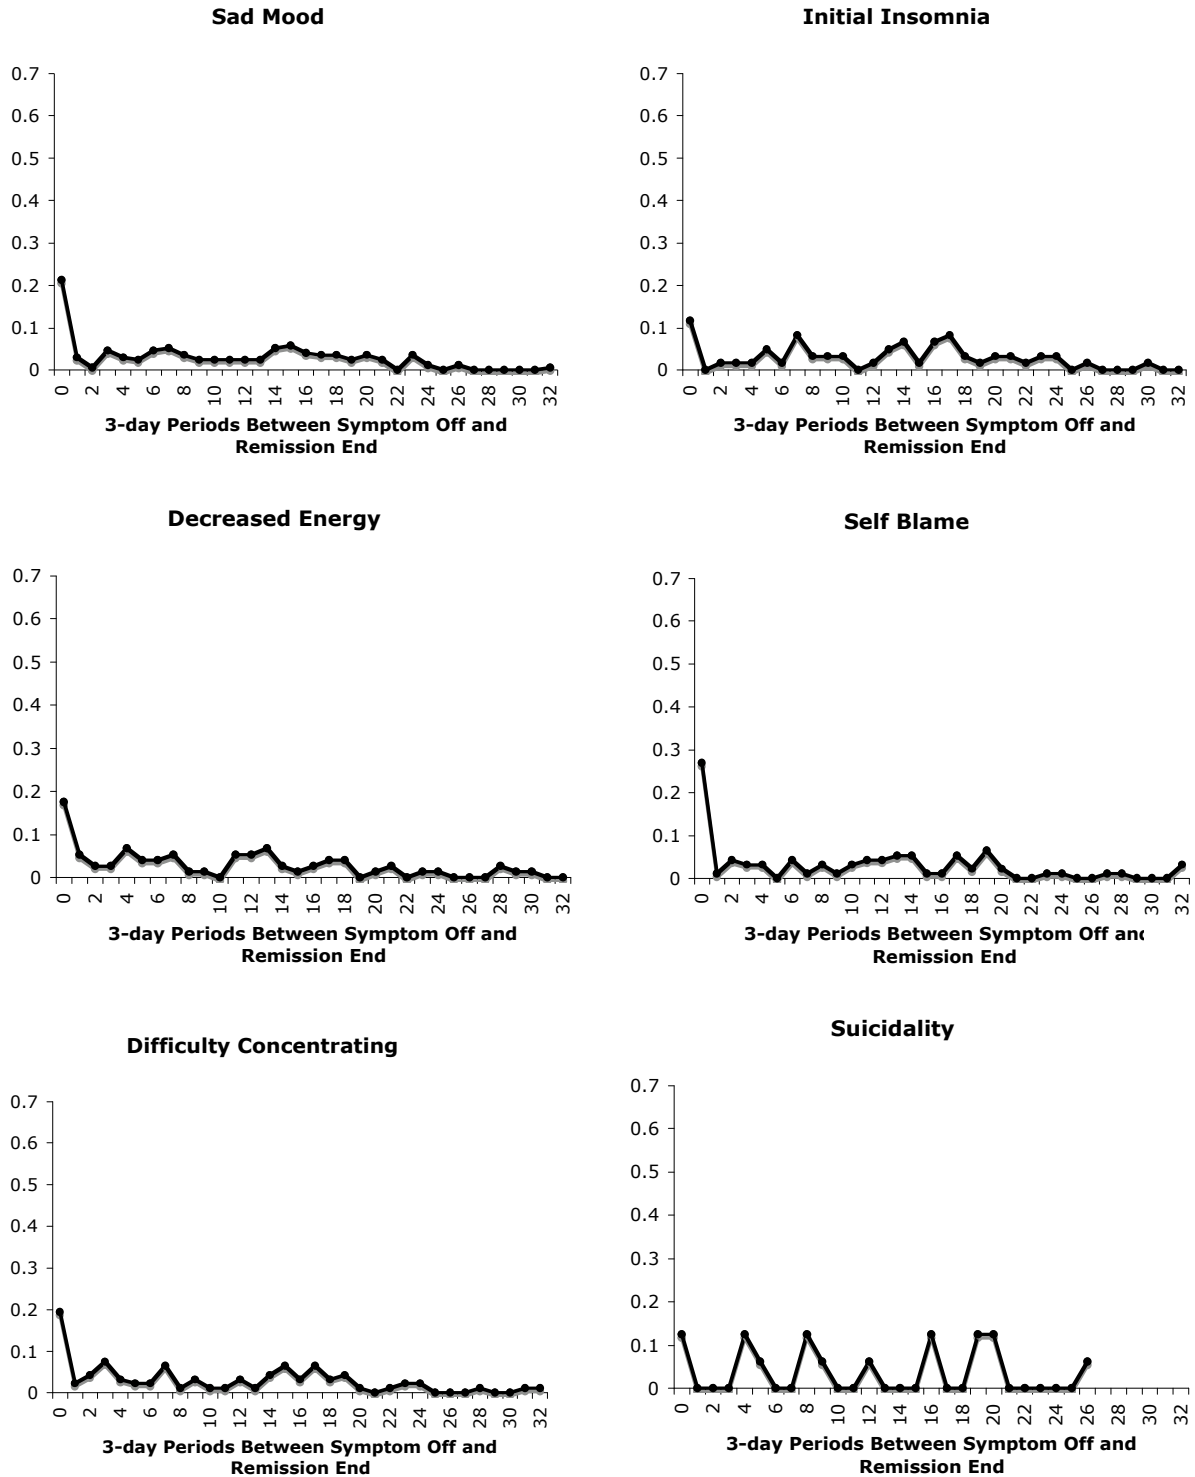 Sad Mood
0.7
0.6
0.5
0.4
0.3
0.2
0.1
0
0 2 4 6 8 10 12 14 16 18 20 22 24 26 28 30 32
3-day Periods Between Symptom Off and
Remission End
Initial Insomnia
0.7
0.6
0.5
0.4
0.3
0.2
0.1
0
0 2 4 6 8 10 12 14 16 18 20 22 24 26 28 30 32
3-day Periods Between Symptom Off and
Remission End
Decreased Energy
0.7
0.6
0.5
0.4
0.3
0.2
0.1
0
0 2 4 6 8 10 12 14 16 18 20 22 24 26 28 30 32
3-day Periods Between Symptom Off and
Remission End
Self Blame
0.7
0.6
0.5
0.4
0.3
0.2
0.1
0
0 2 4 6 8 10 12 14 16 18 20 22 24 26 28 30 32
3-day Periods Between Symptom Off and
Remission End
Difficulty Concentrating
0.7
0.6
0.5
0.4
0.3
0.2
0.1
0
0 2 4 6 8 10 12 14 16 18 20 22 24 26 28 30 32
3-day Periods Between Symptom Off and
Remission End
Suicidality
0.7
0.6
0.5
0.4
0.3
0.2
0.1
0
0 2 4 6 8 10 12 14 16 18 20 22 24 26 28 30 32
3-day Periods Between Symptom Off and
Remission End